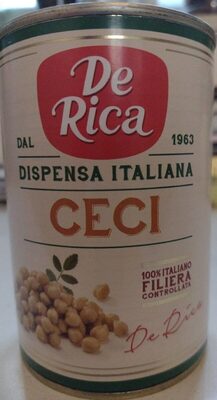 De
Rica
DAL 1963
DISPENSA ITALIANA
CECI
100% ITALIANO
FILIERA
CONTROLLATA
De Rica